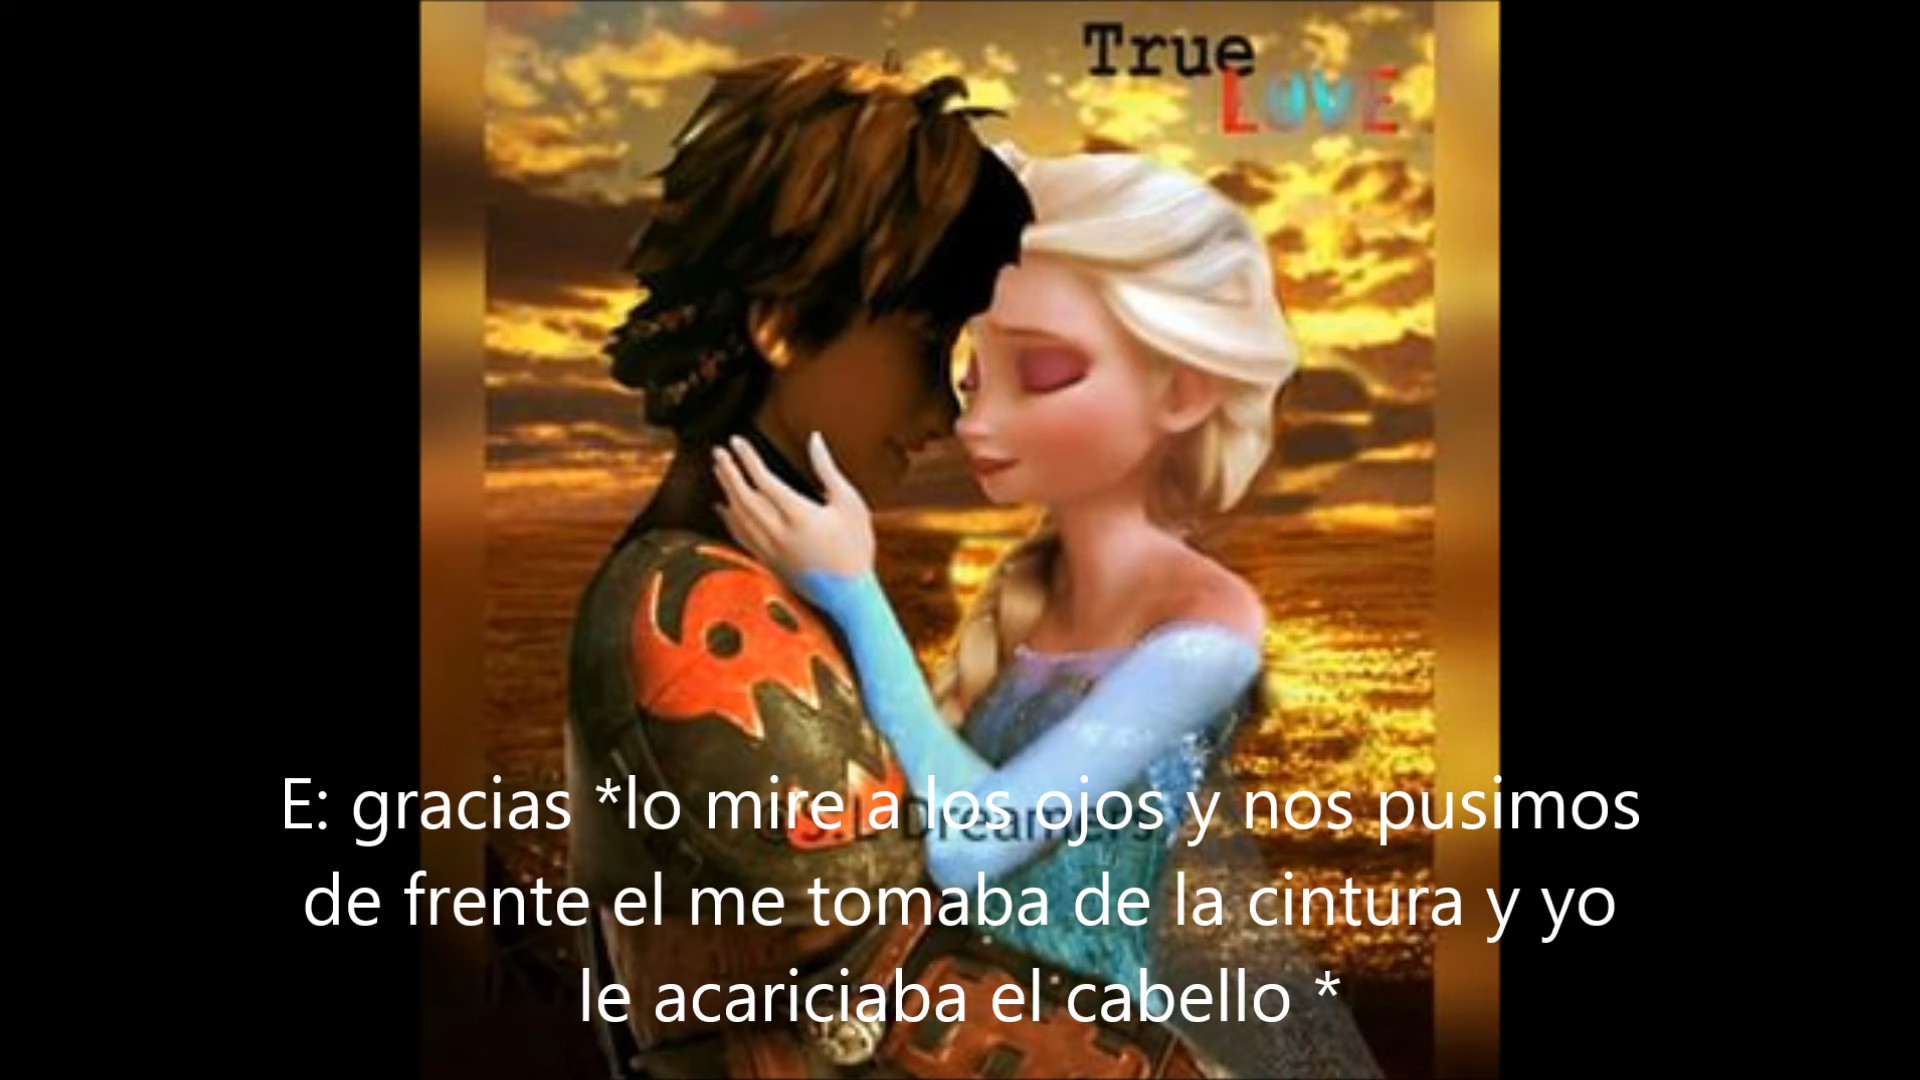 True
LOVE
E: gracias *lo mire a los ojos y nos pusimos
de frente el me tomaba de la cintura y yo
le acariciaba el cabello *
Dreamers